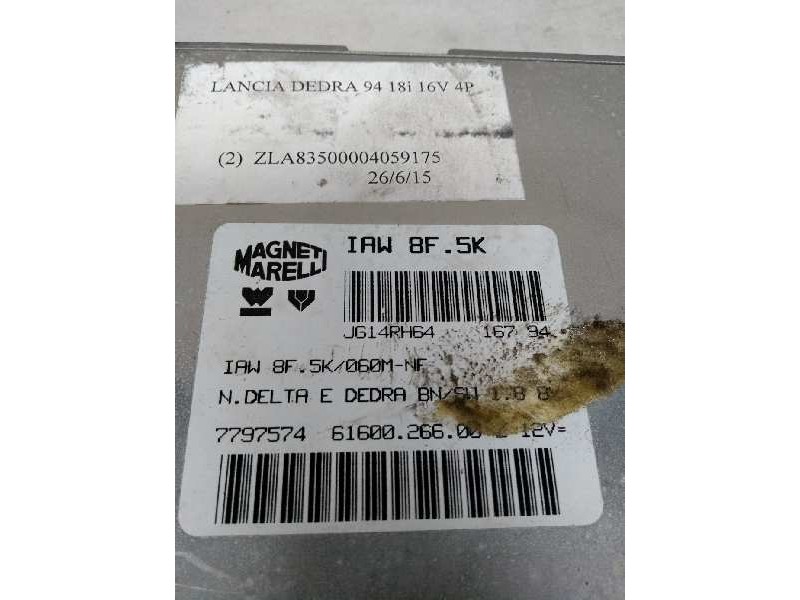 LANCIA DEDRA 94 18i 16V 4P
(2) ZLA83500004059175
26/6/15
MAGNETI
MARELLI
IAW 8F.5K
JG14RH64 167 94
IAW 8F.5K/060M-NF
N.DELTA E DEDRA BN/SW 1.8 8
7797574 61600.266.00 12V=